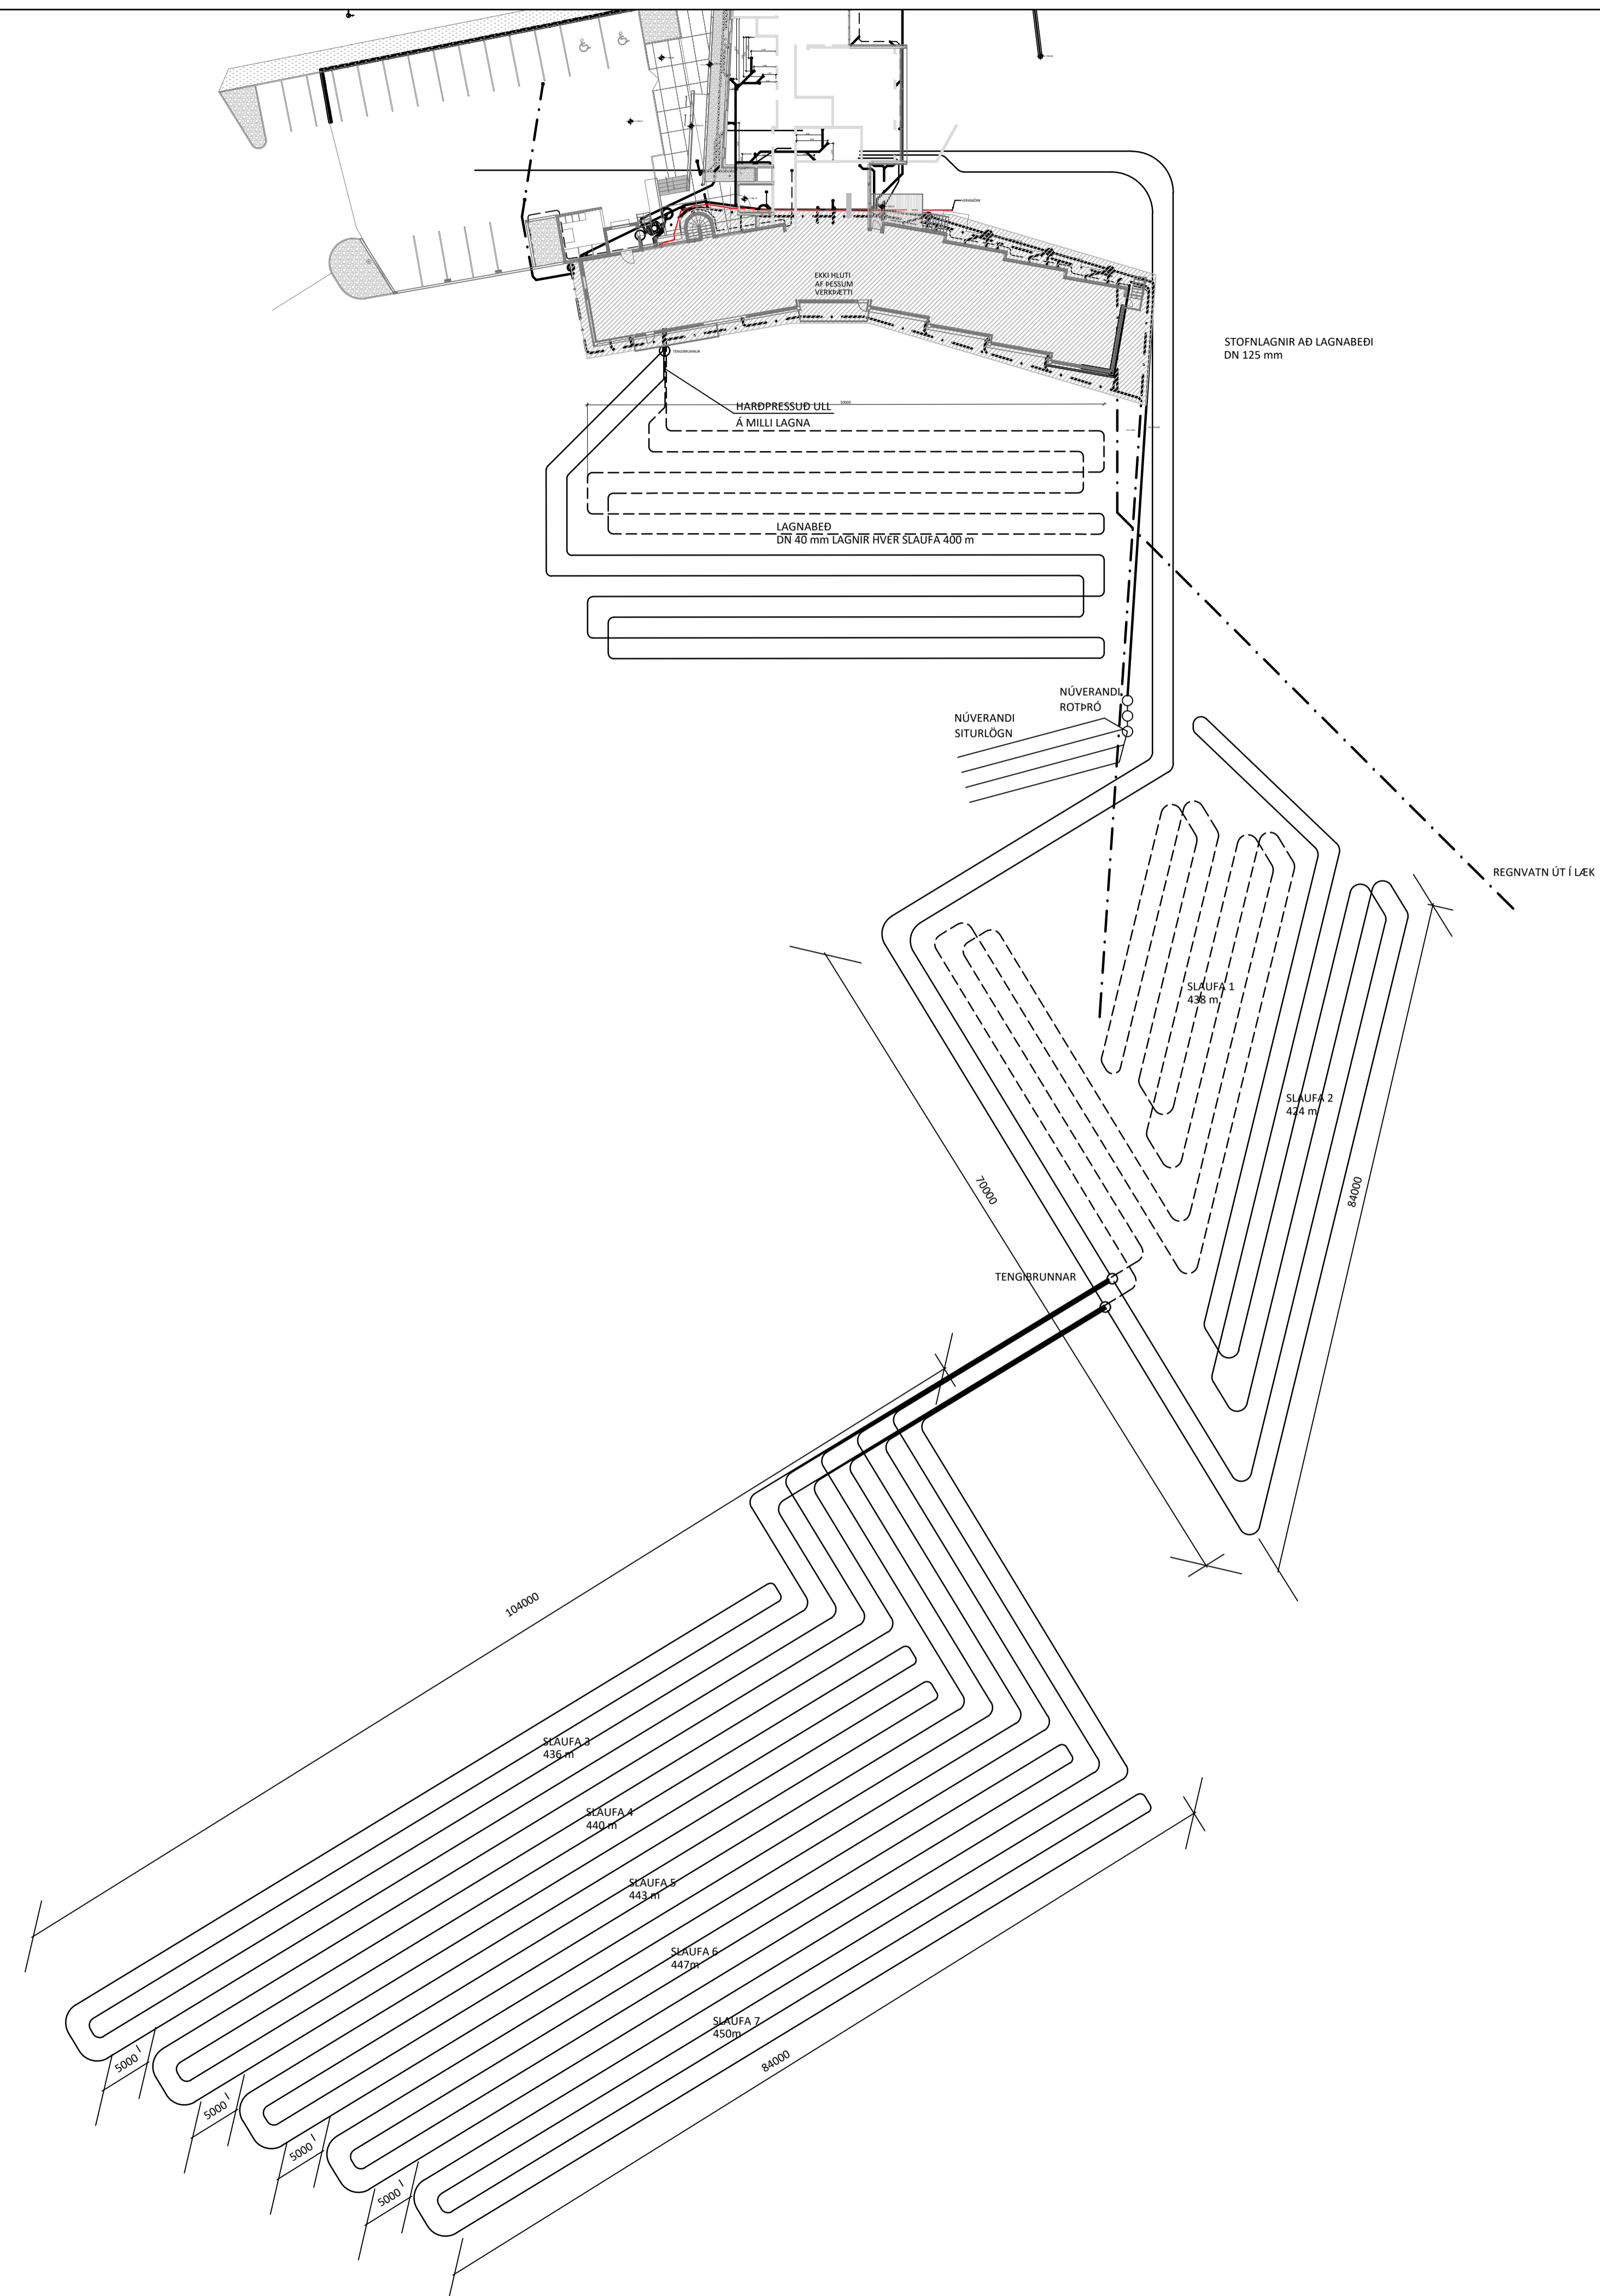 VERKMÖRK
EKKI HLUTI
AF ÞESSUM
VERKÞÆTTI
STOFNLAGNIR AÐ LAGNABEÐI
DN 125 mm
TENGIBRUNNUR
HARÐPRESSUÐ ULL
Á MILLI LAGNA
50000
LAGNABEÐ
DN 40 mm LAGNIR HVER SLAUFA 400 m
NÚVERANDI
ROTÞRÓ
NÚVERANDI
SITURLÖGN
REGNVATN ÚT Í LÆK
SLAUFA 1
438 m
SLAUFA 2
424 m
70000
84000
TENGIBRUNNAR
104000
SLAUFA 3
436 m
SLAUFA 4
440 m
SLAUFA 5
443 m
SLAUFA 6
447m
SLAUFA 7
450m
84000
5000
5000
5000
5000